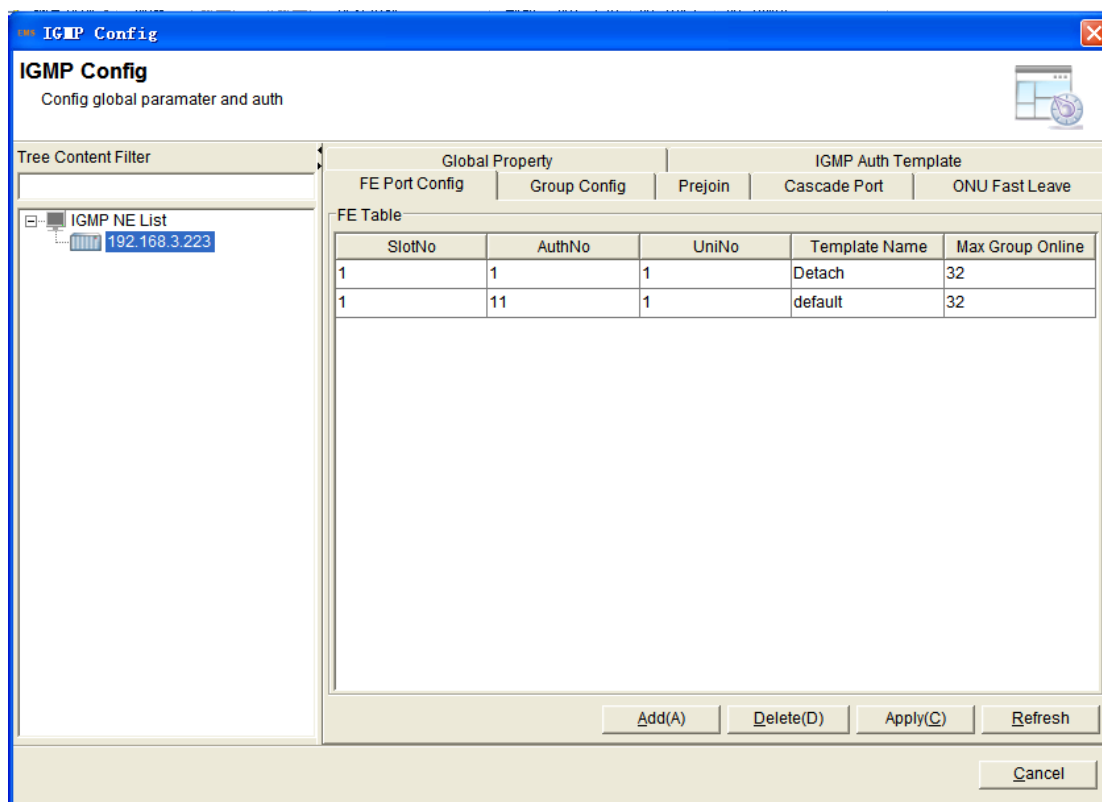 EMS IGMP Config
IGMP Config
Config global paramater and auth
Tree Content Filter
IGMP NE List
192.168.3.223
Global Property IGMP Auth Template
FE Port Config Group Config Prejoin Cascade Port ONU Fast Leave
FE Table
SlotNo AuthNo UniNo Template Name Max Group Online
1 1 1 Detach 32
1 11 1 default 32
Add(A) Delete(D) Apply(C) Refresh
Cancel